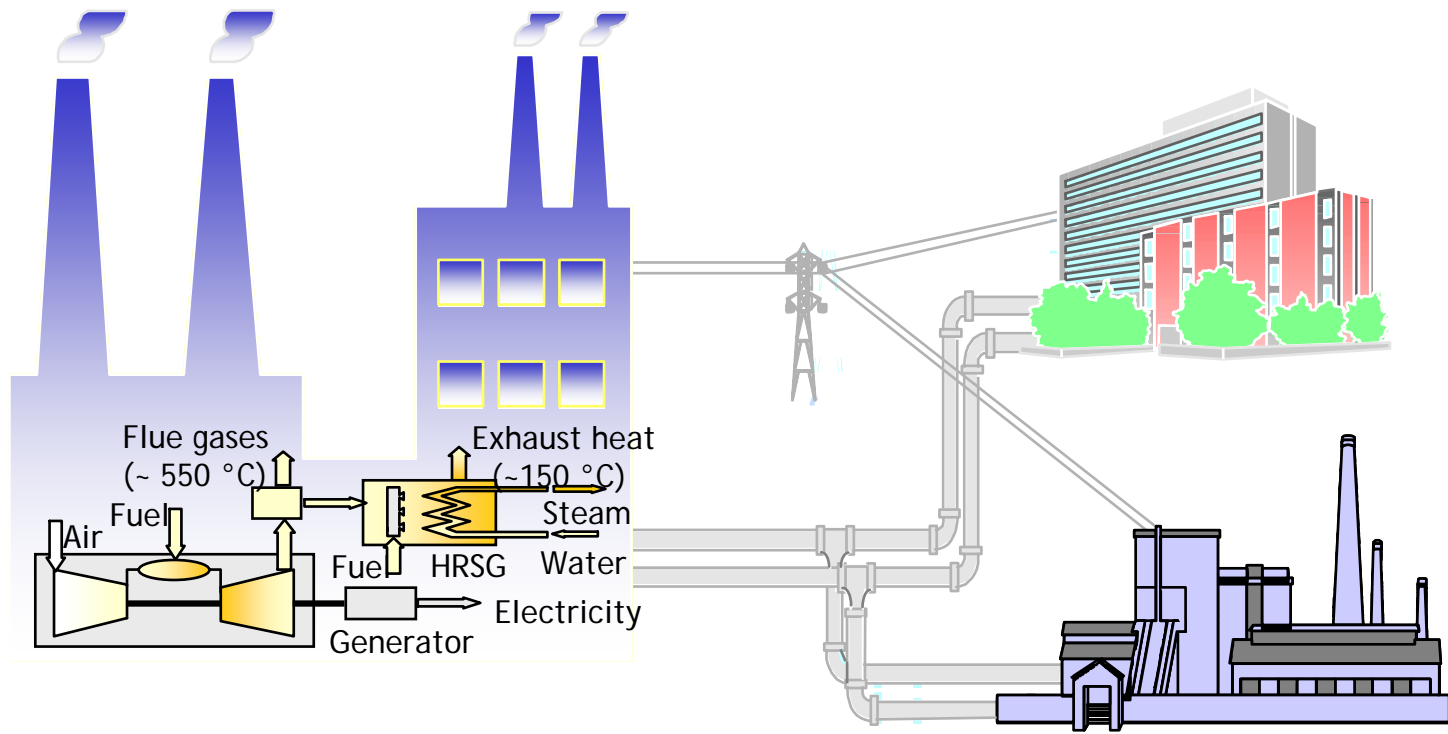 Flue gases
(~ 550 °C)
Exhaust heat
(~150 °C)
Fuel
Air
Steam
Water
Fuel
HRSG
Electricity
Generator